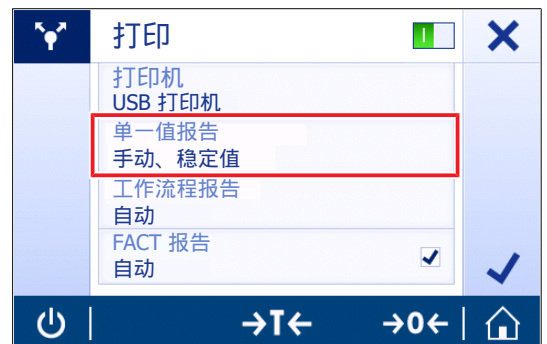 打印
打印机
USB 打印机
单一值报告
手动、稳定值
工作流程报告
自动
FACT 报告
自动
→T← →0←